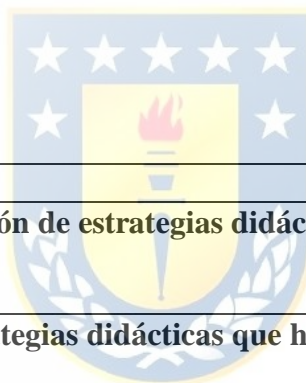 ón de estrategias didác
tegias didácticas que h